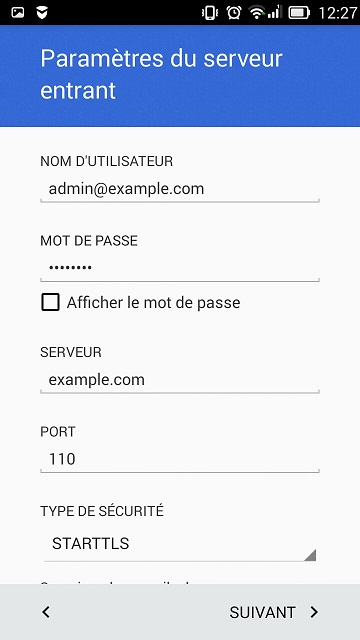 12:27
Paramètres du serveur
entrant
NOM D'UTILISATEUR
admin@example.com
MOT DE PASSE
••••••••
Afficher le mot de passe
SERVEUR
example.com
PORT
110
TYPE DE SÉCURITÉ
STARTTLS
SUIVANT